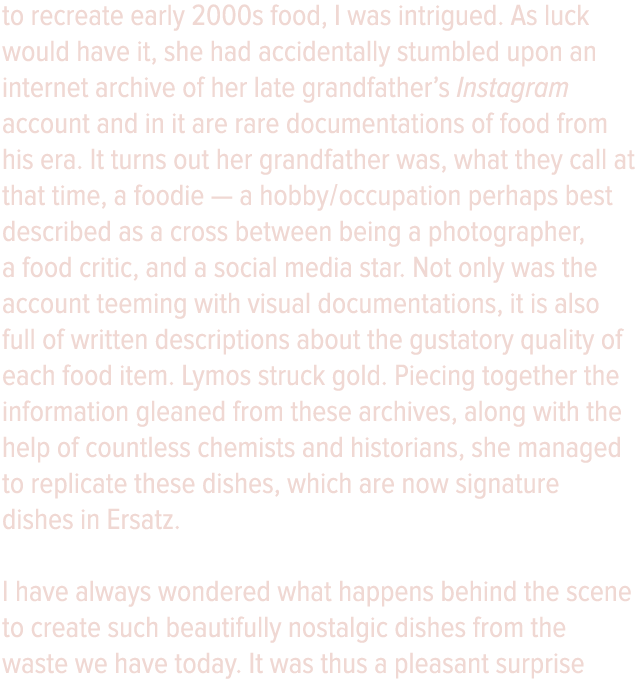 to recreate early 2000s food, I was intrigued. As luck
would have it, she had accidentally stumbled upon an
internet archive of her late grandfather’s Instagram
account and in it are rare documentations of food from
his era. It turns out her grandfather was, what they call at
that time, a foodie — a hobby/occupation perhaps best
described as a cross between being a photographer,
a food critic, and a social media star. Not only was the
account teeming with visual documentations, it is also
full of written descriptions about the gustatory quality of
each food item. Lymos struck gold. Piecing together the
information gleaned from these archives, along with the
help of countless chemists and historians, she managed
to replicate these dishes, which are now signature
dishes in Ersatz.
I have always wondered what happens behind the scene
to create such beautifully nostalgic dishes from the
waste we have today. It was thus a pleasant surprise